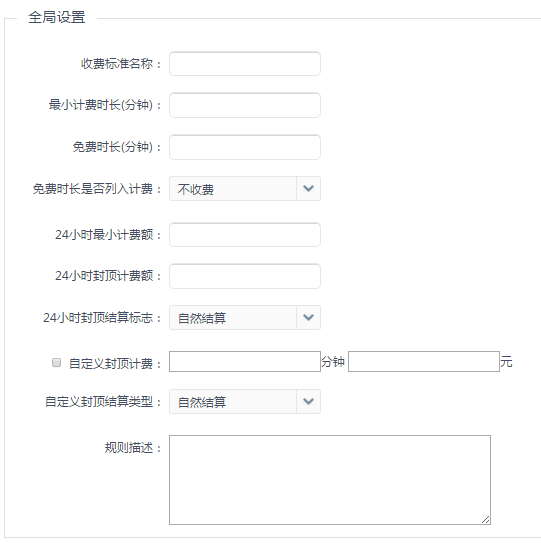 全局设置
收费标准名称：
最小计费时长(分钟)：
免费时长(分钟)：
免费时长是否列入计费： 不收费
24小时最小计费额：
24小时封顶计费额：
24小时封顶结算标志： 自然结算
自定义封顶计费： 分钟 元
自定义封顶结算类型： 自然结算
规则描述：